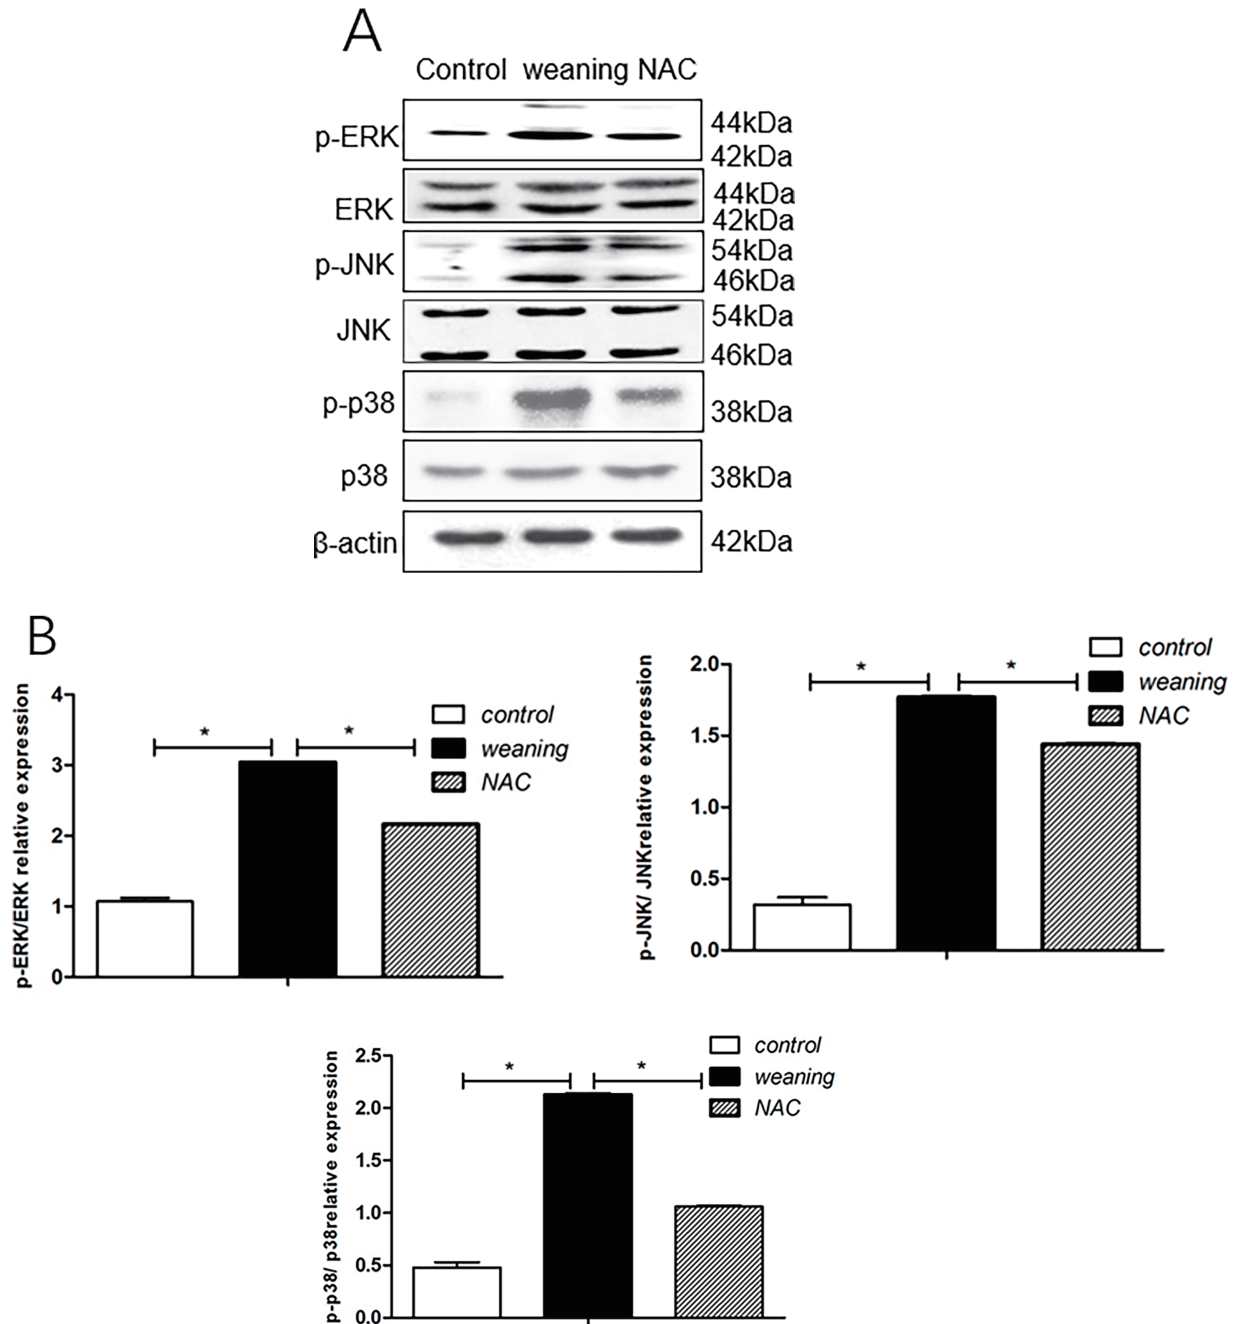 A
Control weaning NAC
p-ERK 44kDa
42kDa
ERK 44kDa
42kDa
p-JNK 54kDa
46kDa
JNK 54kDa
46kDa
p-p38 38kDa
p38 38kDa
β-actin 42kDa
B
p-ERK/ERK relative expression
4
3
2
1
0
* *
control
weaning
NAC
p-JNK/ JNKrelative expression
2.0
1.5
1.0
0.5
0.0
* *
control
weaning
NAC
p-p38/ p38relative expression
2.5
2.0
1.5
1.0
0.5
0.0
* *
control
weaning
NAC